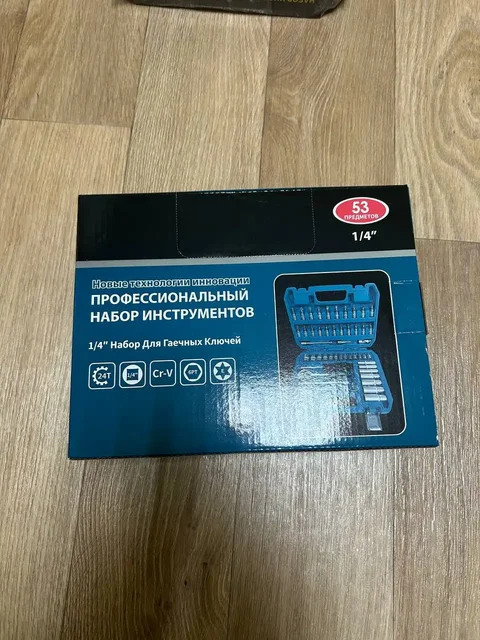 53
ПРЕДМЕТОВ
1/4"
Новые технологии инновации
ПРОФЕССИОНАЛЬНЫЙ
НАБОР ИНСТРУМЕНТОВ
1/4" Набор Для Гаечных Ключей
24T
1/4"
Cr-V
6PT